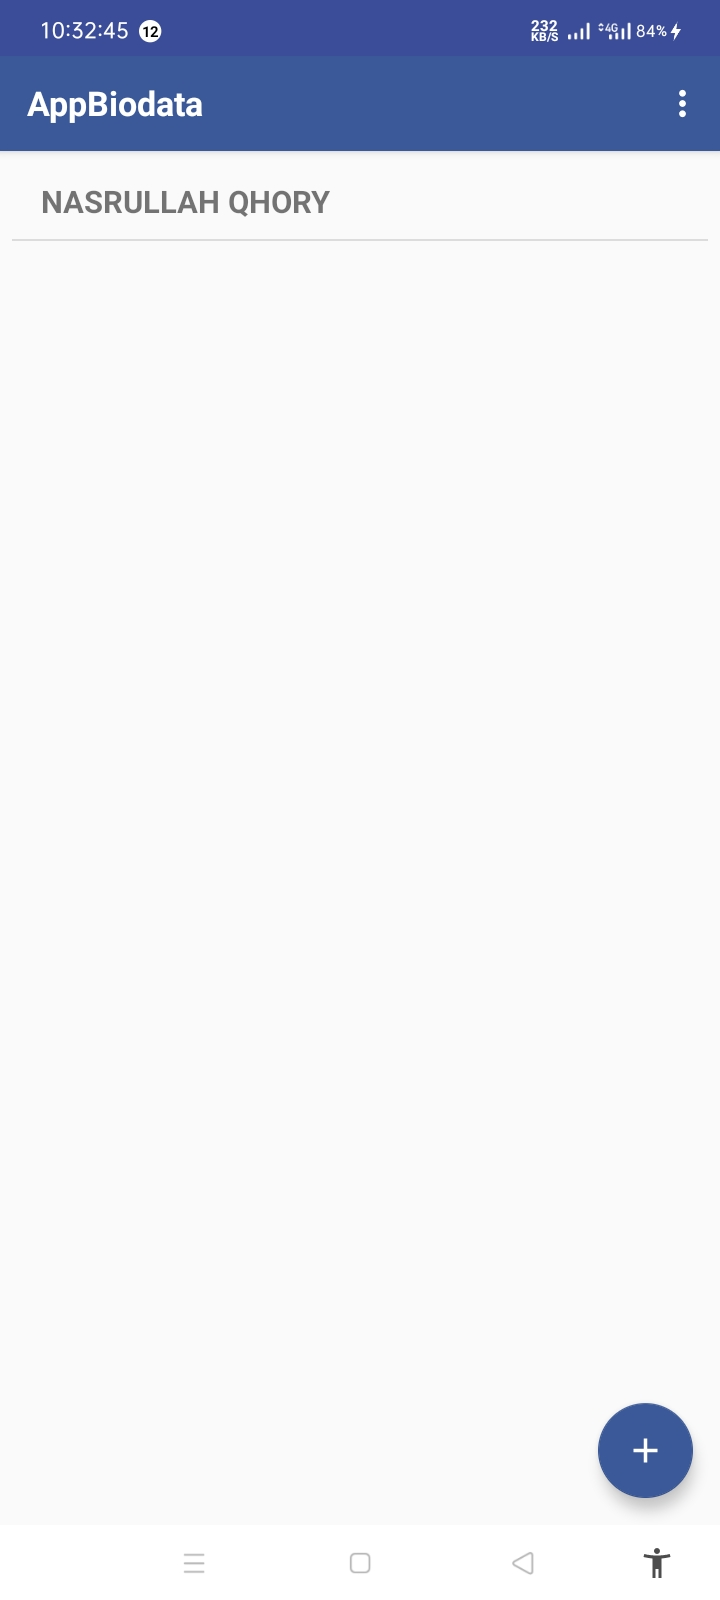 10:32:45 12 232 KB/S 4G 84%
AppBiodata
NASRULLAH QHORY